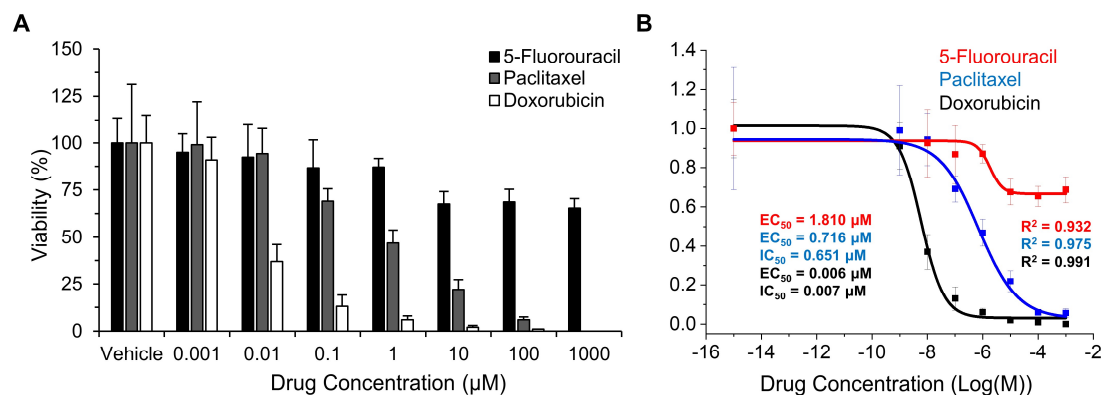 A
150
125
100
75
50
25
0
Viability (%)
5-Fluorouracil
Paclitaxel
Doxorubicin
Vehicle 0.001 0.01 0.1 1 10 100 1000
Drug Concentration (µM)
B
1.4
1.2
1.0
0.8
0.6
0.4
0.2
0.0
5-Fluorouracil
Paclitaxel
Doxorubicin
EC50 = 1.810 µM
EC50 = 0.716 µM
IC50 = 0.651 µM
EC50 = 0.006 µM
IC50 = 0.007 µM
R² = 0.932
R² = 0.975
R² = 0.991
-16 -14 -12 -10 -8 -6 -4 -2
Drug Concentration (Log(M))